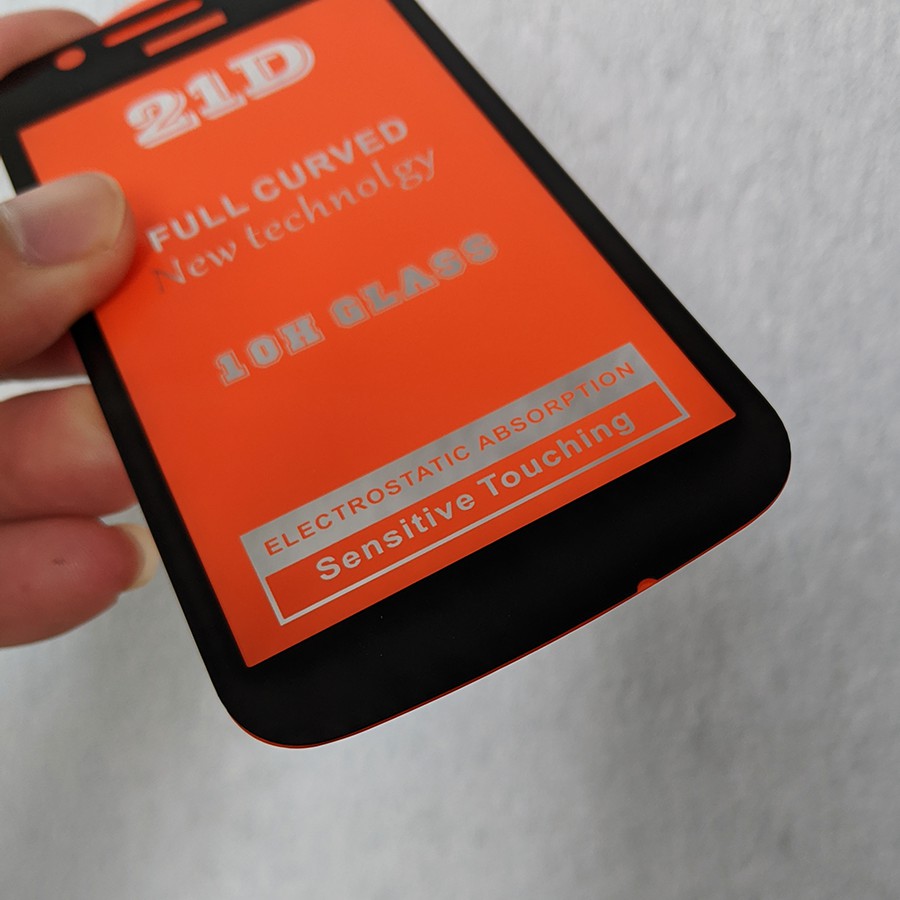 21D
FULL CURVED
New technolgy
10H GLASS
ELECTROSTATIC ABSORPTION
Sensitive Touching